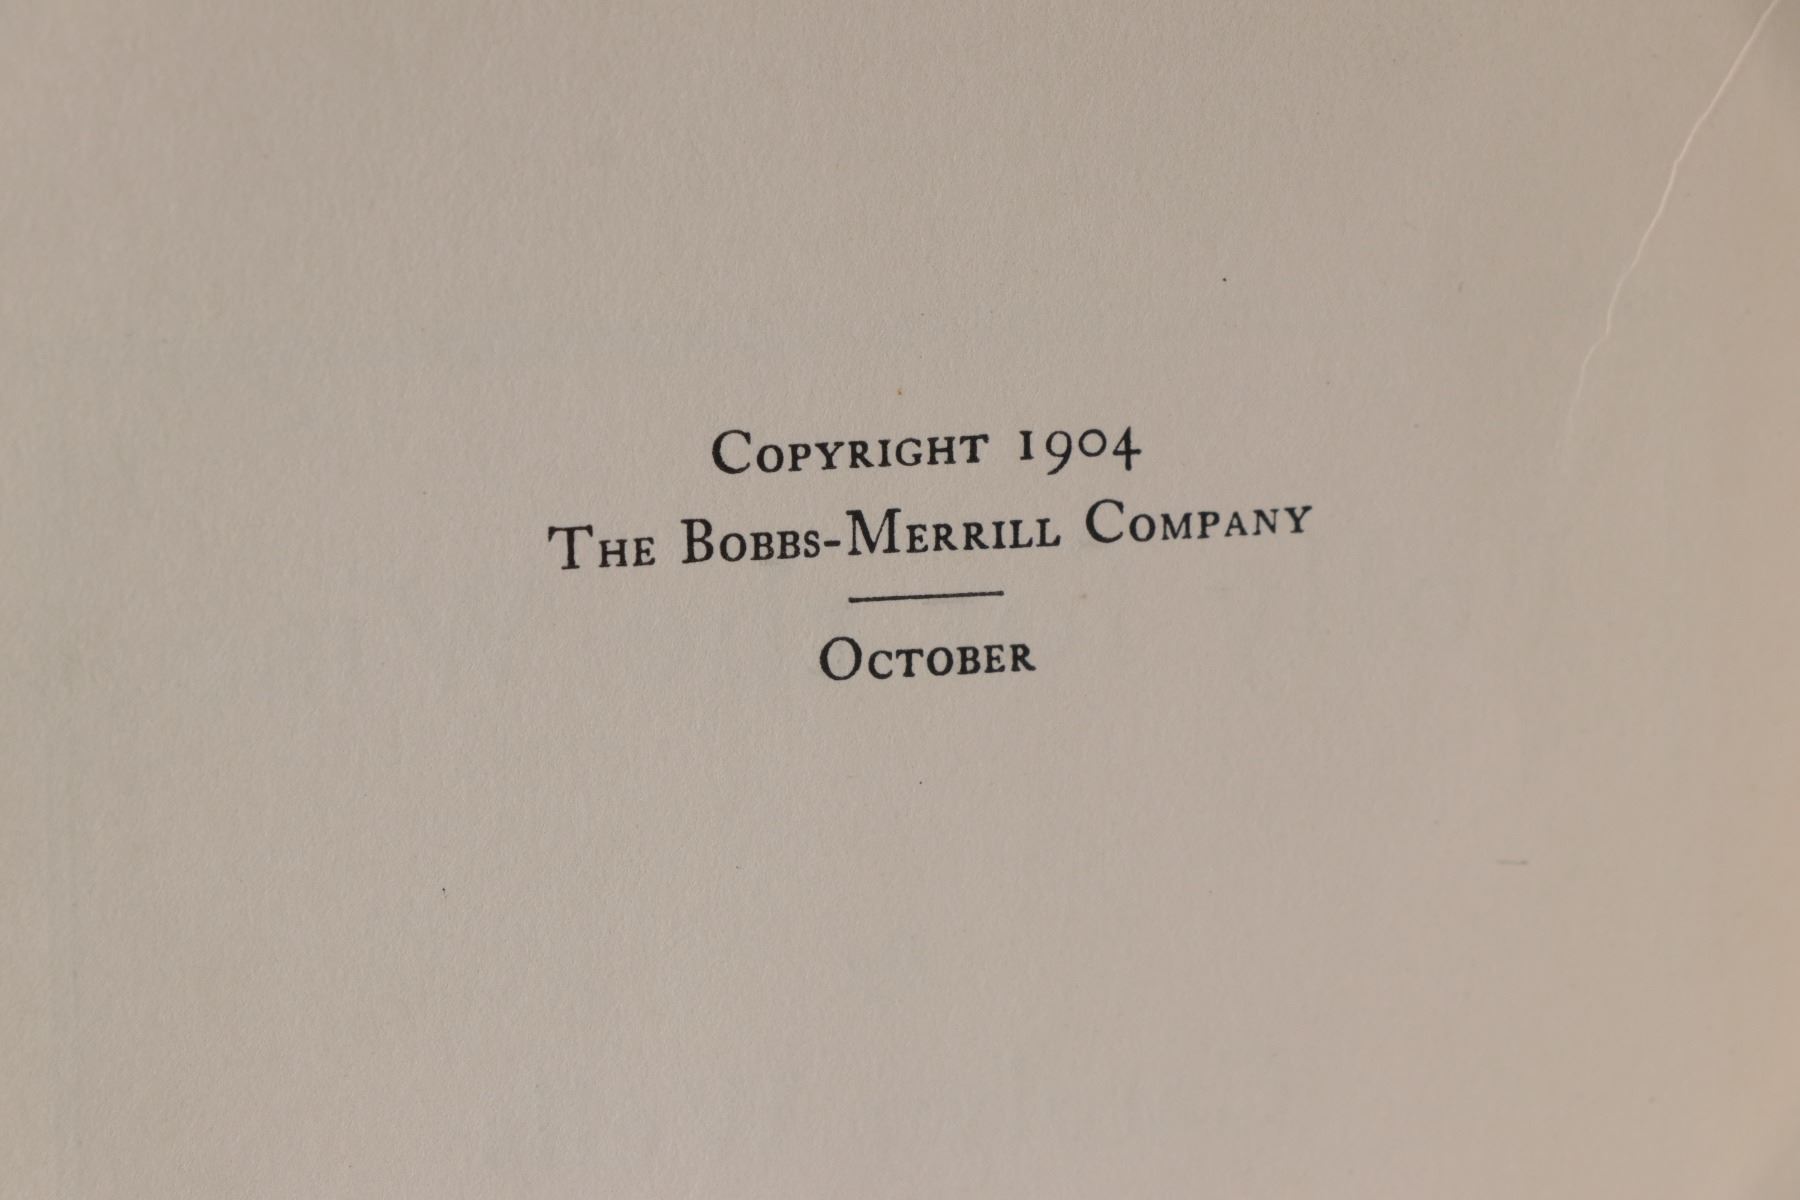 Copyright 1904
The Bobbs-Merrill Company
October